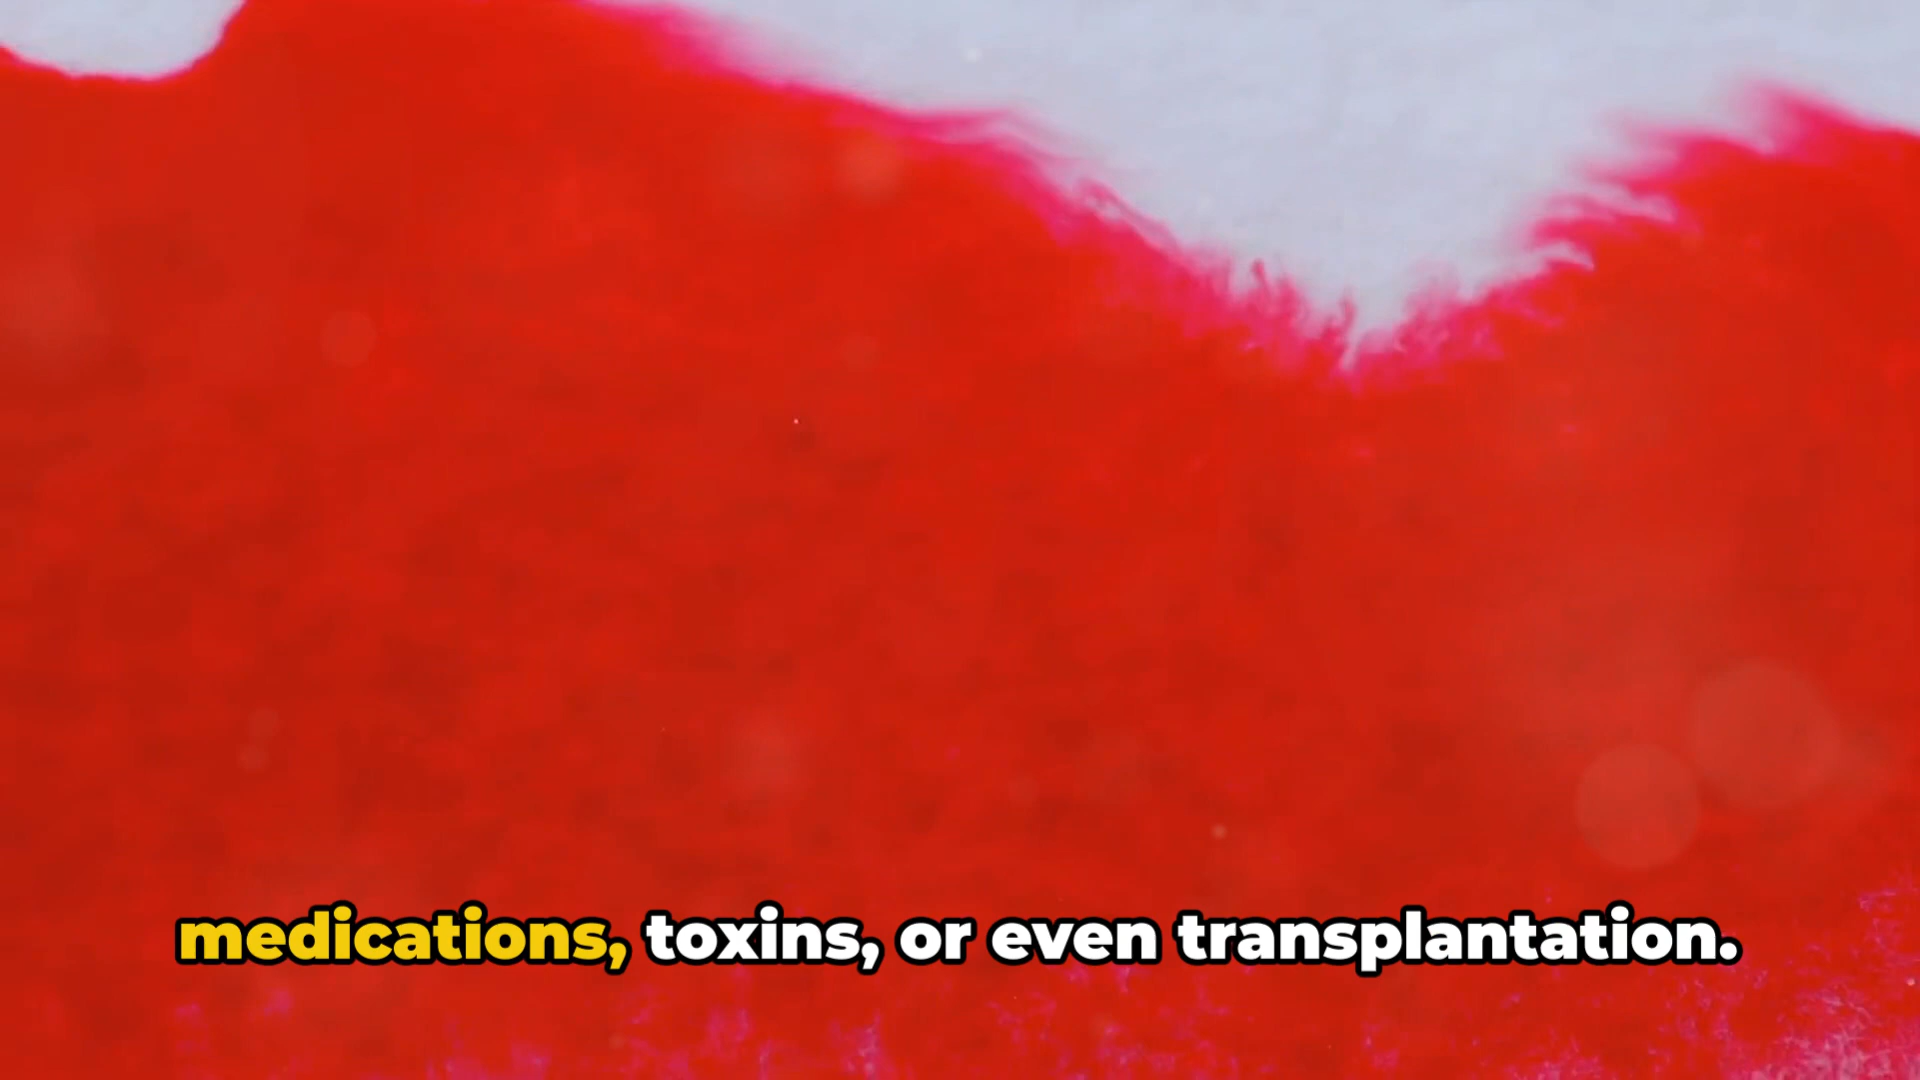 medications, toxins, or even transplantation.